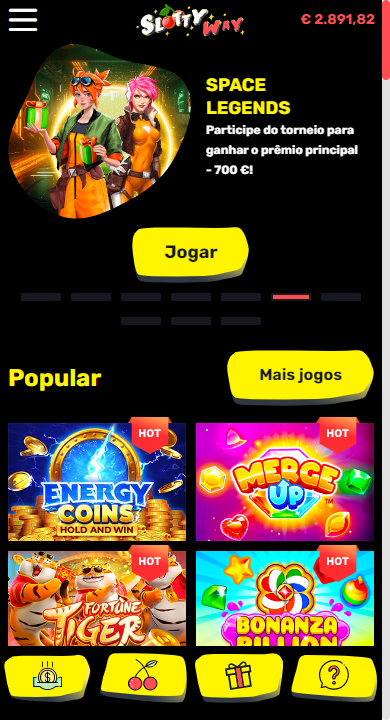 SLOTTY WAY
€ 2.891,82
SPACE
LEGENDS
Participe do torneio para
ganhar o prêmio principal
- 700 €!
Jogar
Popular
Mais jogos
HOT
HOT
ENERGY
COINS
HOLD AND WIN
MERGE
UP™
HOT
HOT
FORTUNE
TIGER
BONANZA
BILLION